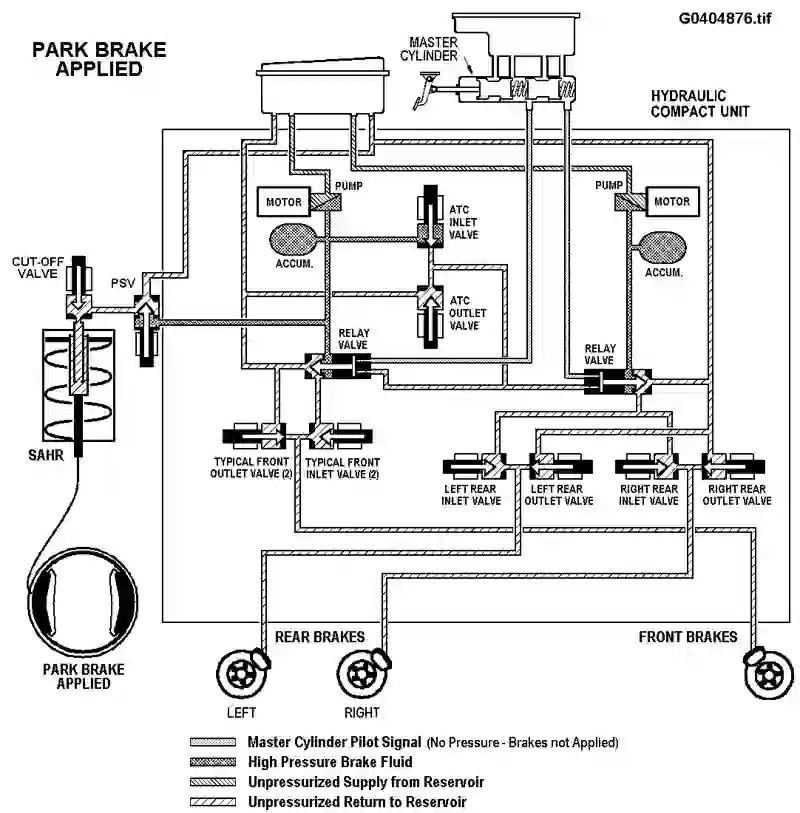 G0404876.tif
PARK BRAKE
APPLIED
MASTER
CYLINDER
HYDRAULIC
COMPACT UNIT
PUMP
MOTOR
PUMP
MOTOR
ATC
INLET
VALVE
ACCUM.
ACCUM.
CUT-OFF
VALVE
PSV
ATC
OUTLET
VALVE
RELAY
VALVE
RELAY
VALVE
SAHR
TYPICAL FRONT
OUTLET VALVE (2)
TYPICAL FRONT
INLET VALVE (2)
LEFT REAR
INLET VALVE
LEFT REAR
OUTLET VALVE
RIGHT REAR
INLET VALVE
RIGHT REAR
OUTLET VALVE
REAR BRAKES
FRONT BRAKES
PARK BRAKE
APPLIED
LEFT
RIGHT
Master Cylinder Pilot Signal (No Pressure - Brakes not Applied)
High Pressure Brake Fluid
Unpressurized Supply from Reservoir
Unpressurized Return to Reservoir